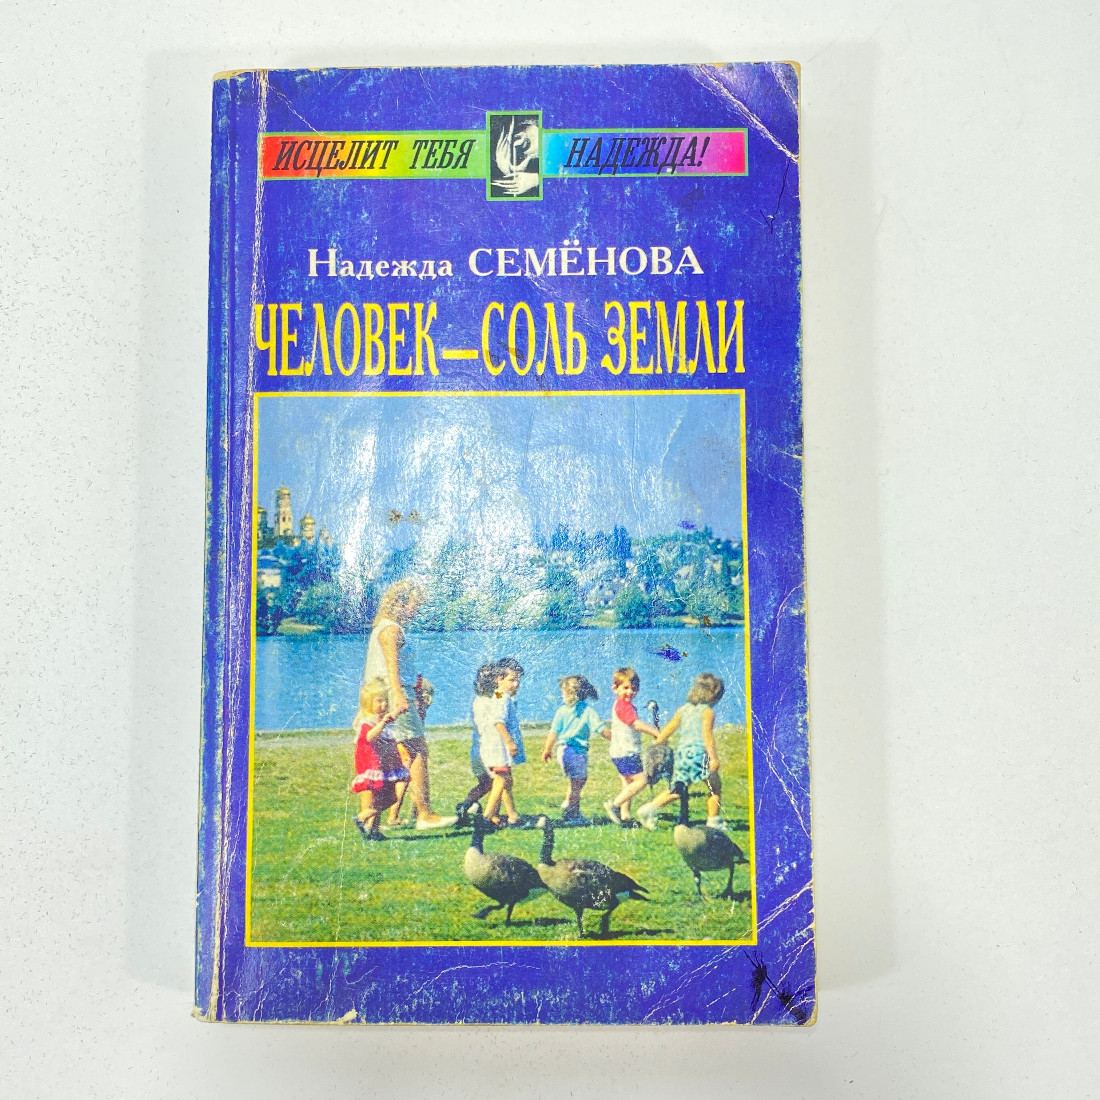 ИСЦЕЛИТ ТЕБЯ НАДЕЖДА!
Надежда СЕМЁНОВА
ЧЕЛОВЕК–СОЛЬ ЗЕМЛИ